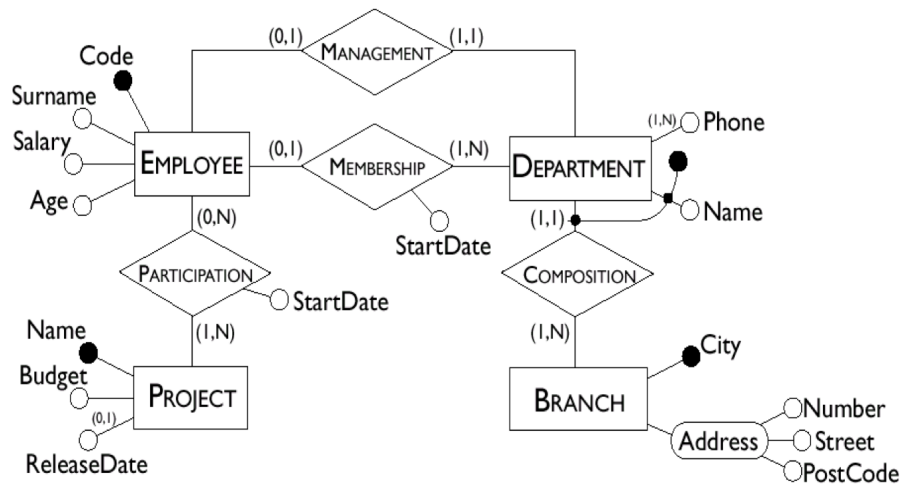 (0,1) MANAGEMENT (1,1)
Code
Surname
Salary
Age
EMPLOYEE
(0,1) MEMBERSHIP (1,N)
StartDate
DEPARTMENT
(1,N) Phone
Name
(0,N)
PARTICIPATION
StartDate
(1,N)
(1,1)
COMPOSITION
(1,N)
Name
Budget
(0,1)
ReleaseDate
PROJECT
BRANCH
City
Address
Number
Street
PostCode